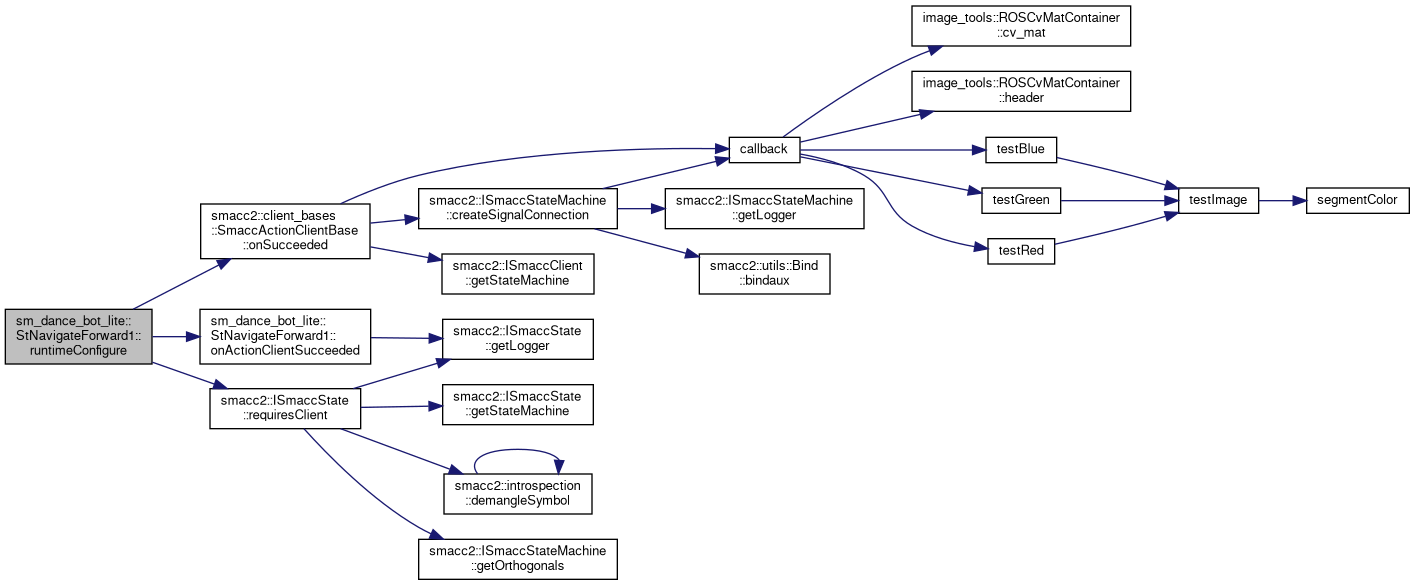 sm_dance_bot_lite::
StNavigateForward1::
runtimeConfigure
smacc2::client_bases
::SmaccActionClientBase
::onSucceeded
sm_dance_bot_lite::
StNavigateForward1::
onActionClientSucceeded
smacc2::ISmaccState
::requiresClient
smacc2::ISmaccStateMachine
::createSignalConnection
smacc2::ISmaccClient
::getStateMachine
smacc2::ISmaccState
::getLogger
smacc2::ISmaccState
::getStateMachine
smacc2::introspection
::demangleSymbol
smacc2::ISmaccStateMachine
::getOrthogonals
callback
smacc2::ISmaccStateMachine
::getLogger
smacc2::utils::Bind
::bindaux
image_tools::ROSCvMatContainer
::cv_mat
image_tools::ROSCvMatContainer
::header
testBlue
testGreen
testRed
testImage
segmentColor